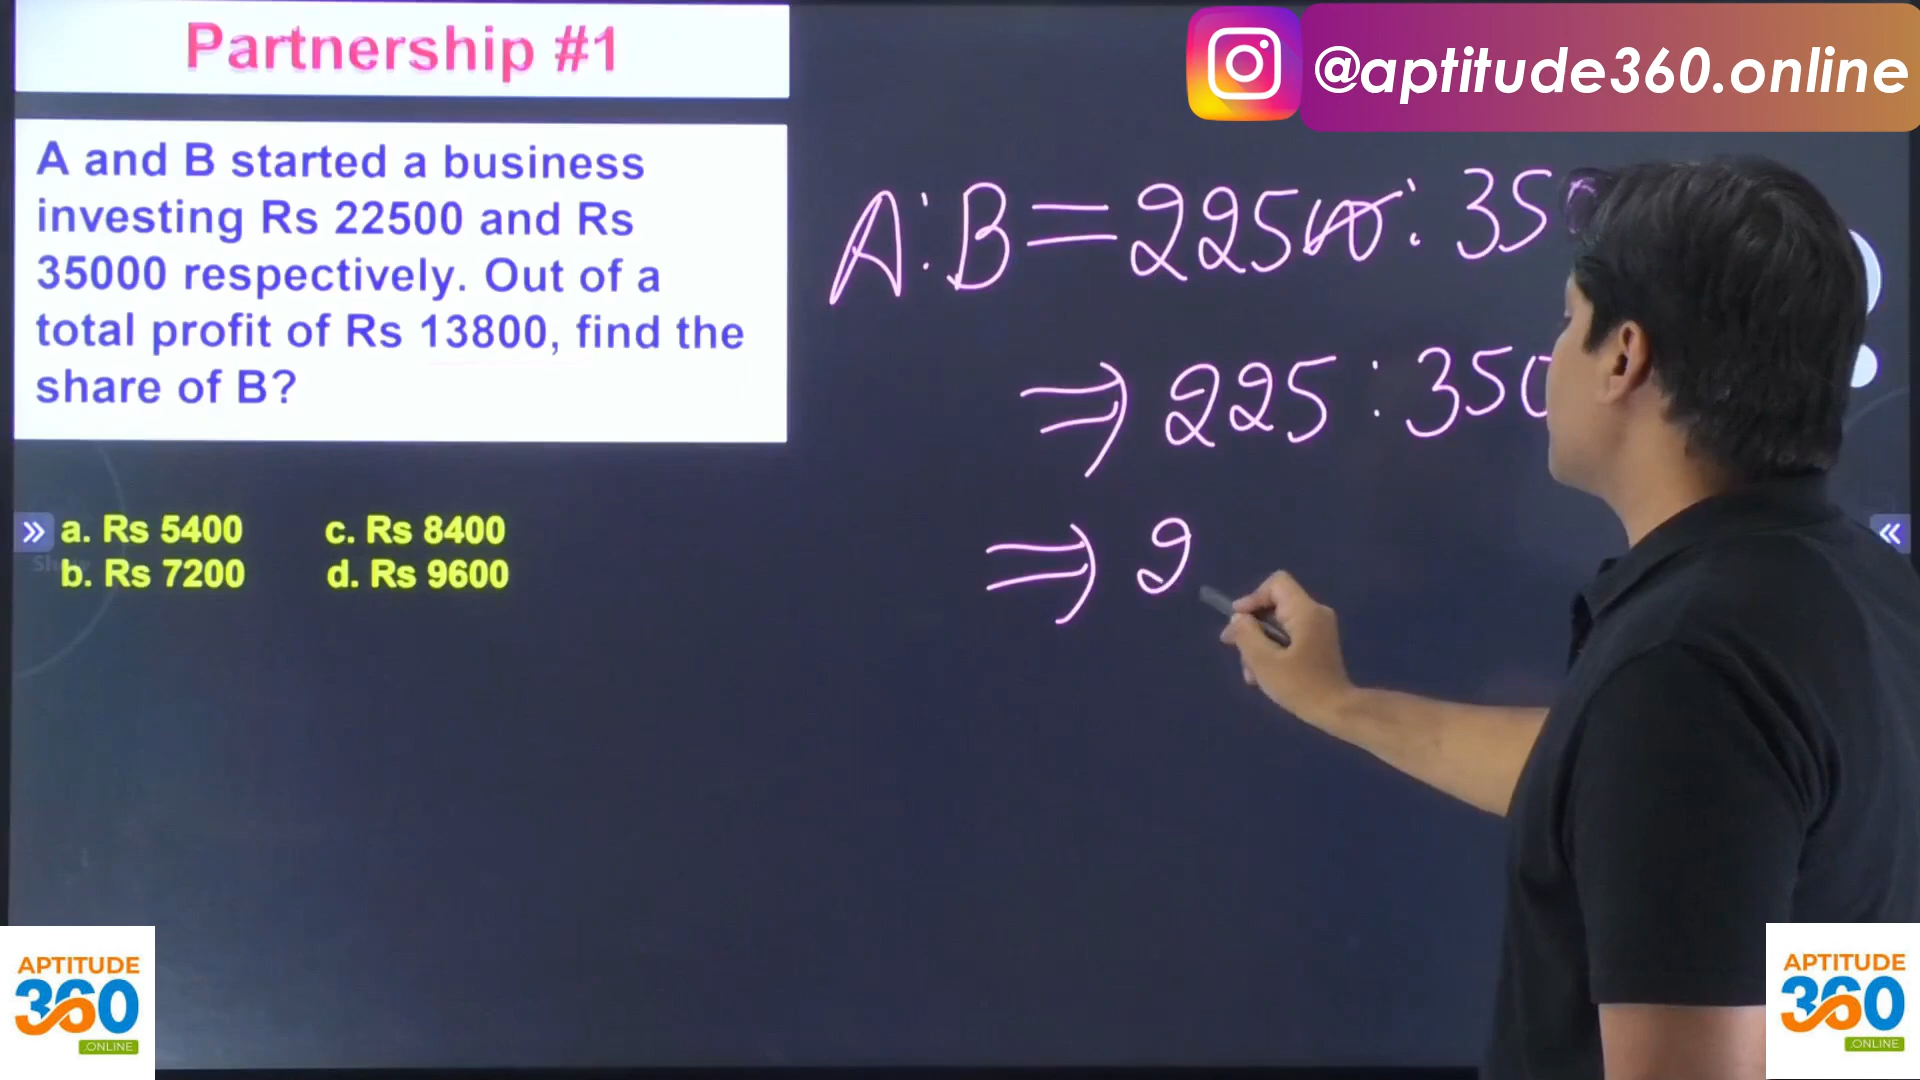 Partnership #1
@aptitude360.online
A and B started a business
investing Rs 22500 and Rs
35000 respectively. Out of a
total profit of Rs 13800, find the
share of B?
A:B = 22500 : 350
⇒ 225 : 350
⇒ 9
a. Rs 5400
c. Rs 8400
b. Rs 7200
d. Rs 9600
APTITUDE
360
.ONLINE
APTITUDE
360
.ONLINE